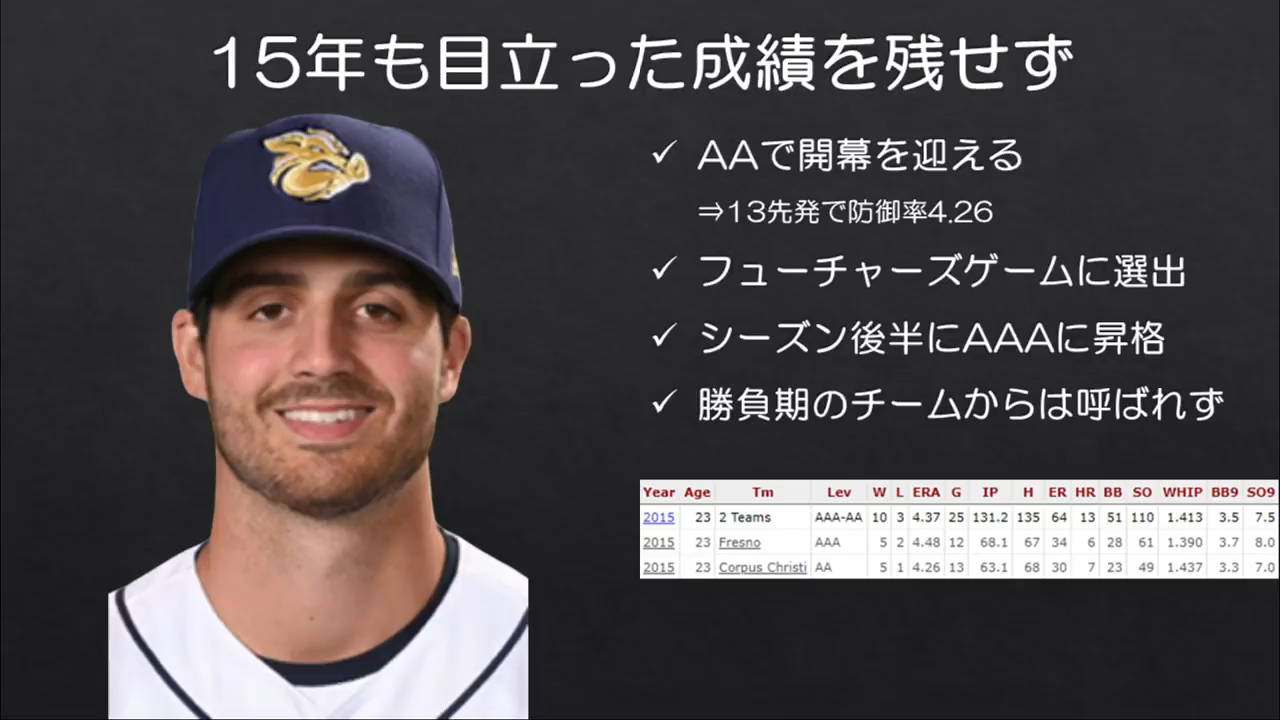 15年も目立った成績を残せず
✓ AAで開幕を迎える
⇒13先発で防御率4.26
✓ フューチャーズゲームに選出
✓ シーズン後半にAAAに昇格
✓ 勝負期のチームからは呼ばれず
Year Age Tm Lev W L ERA G IP H ER HR BB SO WHIP BB9 SO9
2015 23 2 Teams AAA-AA 10 3 4.37 25 131.2 135 64 13 51 110 1.413 3.5 7.5
2015 23 Fresno AAA 5 2 4.48 12 68.1 67 34 6 28 61 1.390 3.7 8.0
2015 23 Corpus Christi AA 5 1 4.26 13 63.1 68 30 7 23 49 1.437 3.3 7.0